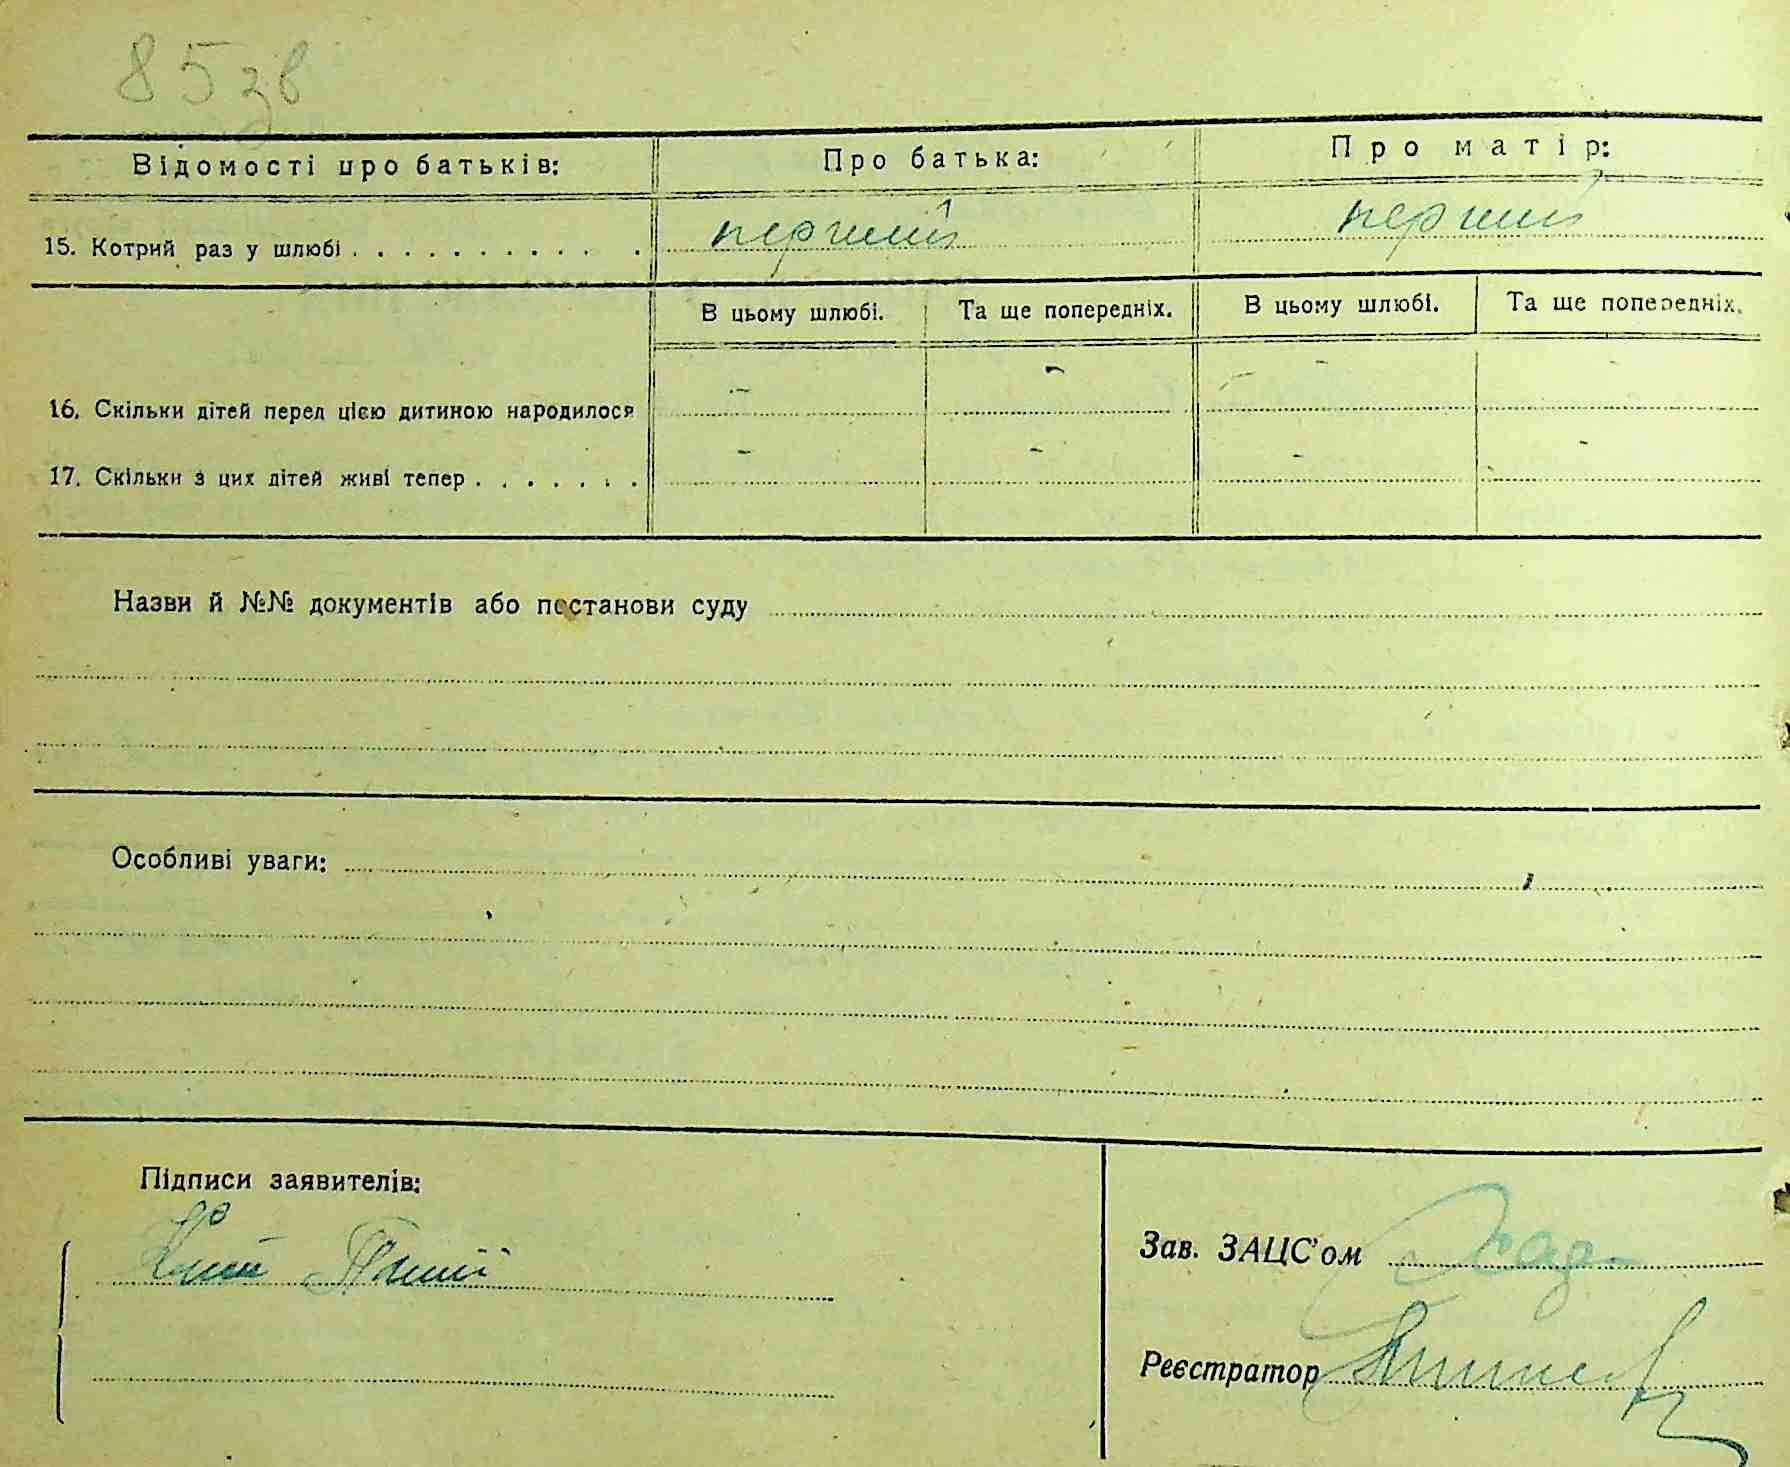 85 зв
Відомості про батьків: Про батька: Про матір:
15. Котрий раз у шлюбі . . . . . . . . . . . перший перший
В цьому шлюбі. Та ще попередніх. В цьому шлюбі. Та ще попередніх.
16. Скільки дітей перед цією дитиною народилося - - - -
17. Скільки з цих дітей живі тепер . . . . . . . - - - -
Назви й №№ документів або постанови суду
Особливі уваги:
Підписи заявителів:
Зав. ЗАЦС'ом
Реєстратор